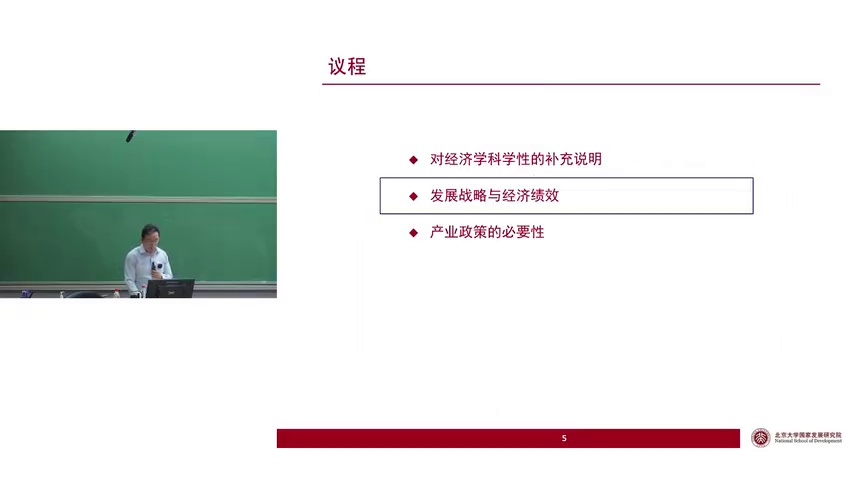 议程
◆ 对经济学科学性的补充说明
◆ 发展战略与经济绩效
◆ 产业政策的必要性
5
北京大学国家发展研究院
National School of Development